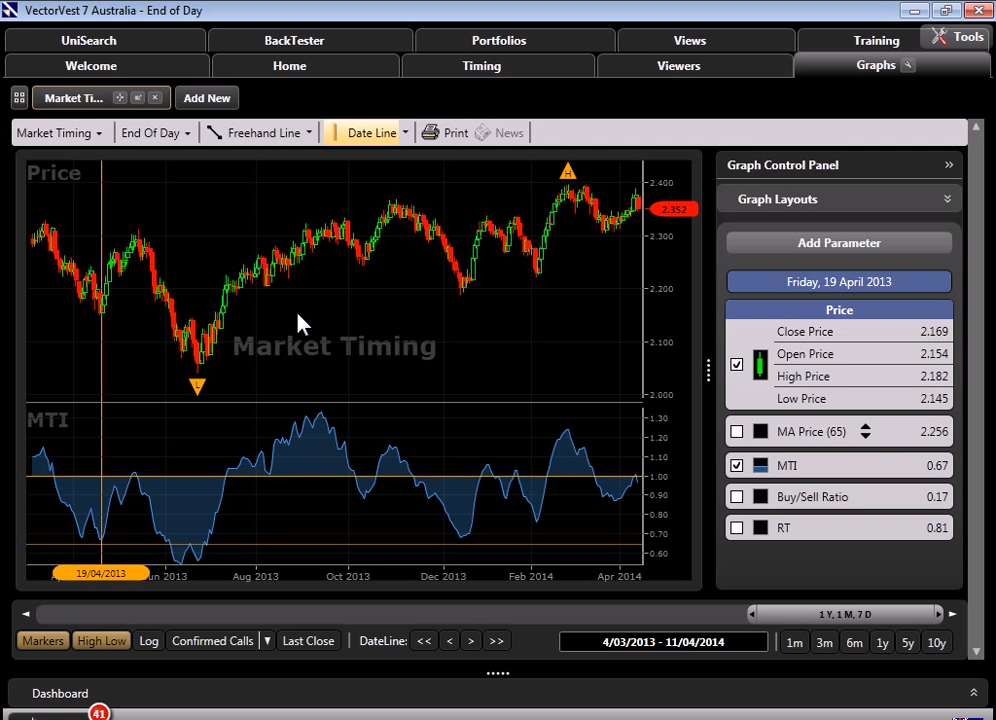 VectorVest 7 Australia - End of Day
UniSearch BackTester Portfolios Views Training Tools
Welcome Home Timing Viewers Graphs
Market Ti... Add New
Market Timing End Of Day Freehand Line Date Line Print News
Price
H
2.400
2.352
2.300
2.200
2.100
2.000
Market Timing
L
MTI
1.30
1.20
1.10
1.00
0.90
0.80
0.70
0.60
19/04/2013 un 2013 Aug 2013 Oct 2013 Dec 2013 Feb 2014 Apr 2014
Graph Control Panel
Graph Layouts
Add Parameter
Friday, 19 April 2013
Price
Close Price 2.169
Open Price 2.154
High Price 2.182
Low Price 2.145
MA Price (65) 2.256
MTI 0.67
Buy/Sell Ratio 0.17
RT 0.81
1 Y, 1 M, 7 D
Markers High Low Log Confirmed Calls Last Close DateLine: << < > >> 4/03/2013 - 11/04/2014 1m 3m 6m 1y 5y 10y
Dashboard
41